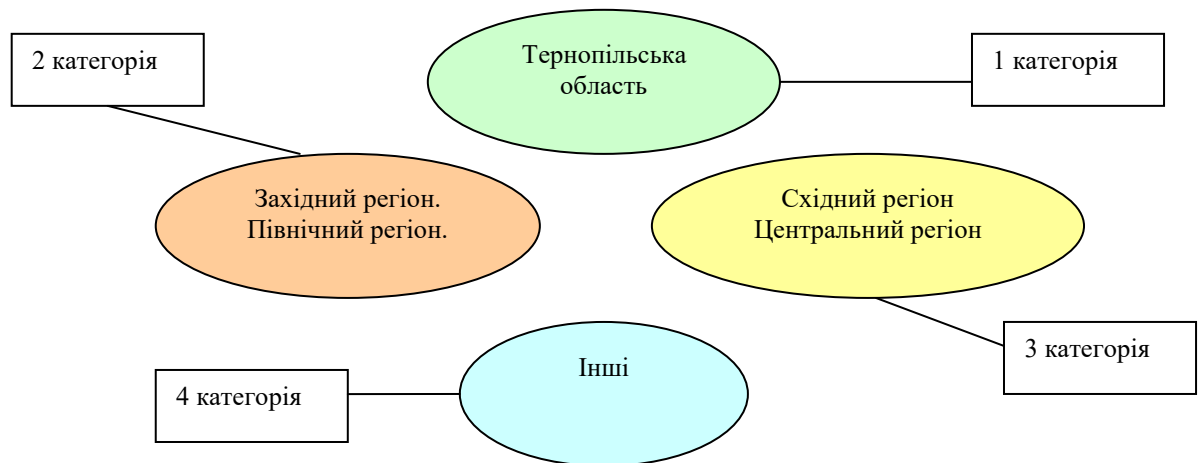 2 категорія
Тернопільська
область
1 категорія
Західний регіон.
Північний регіон.
Східний регіон
Центральний регіон
3 категорія
Інші
4 категорія